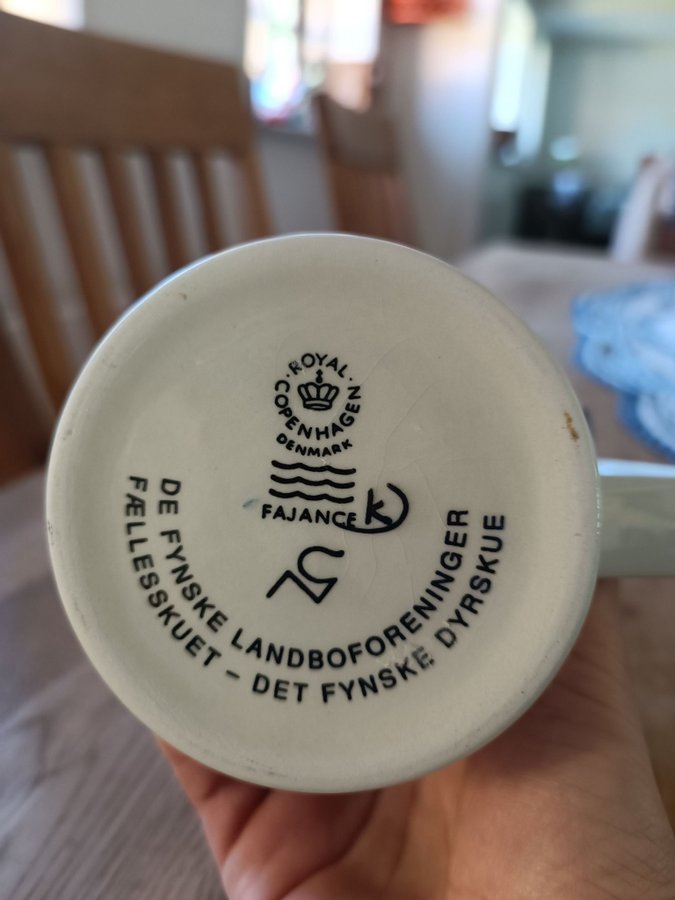 · ROYAL ·
COPENHAGEN
DENMARK
FAJANCE
K
DE FYNSKE LANDBOFORENINGER
FÆLLESSKUET – DET FYNSKE DYRSKUE